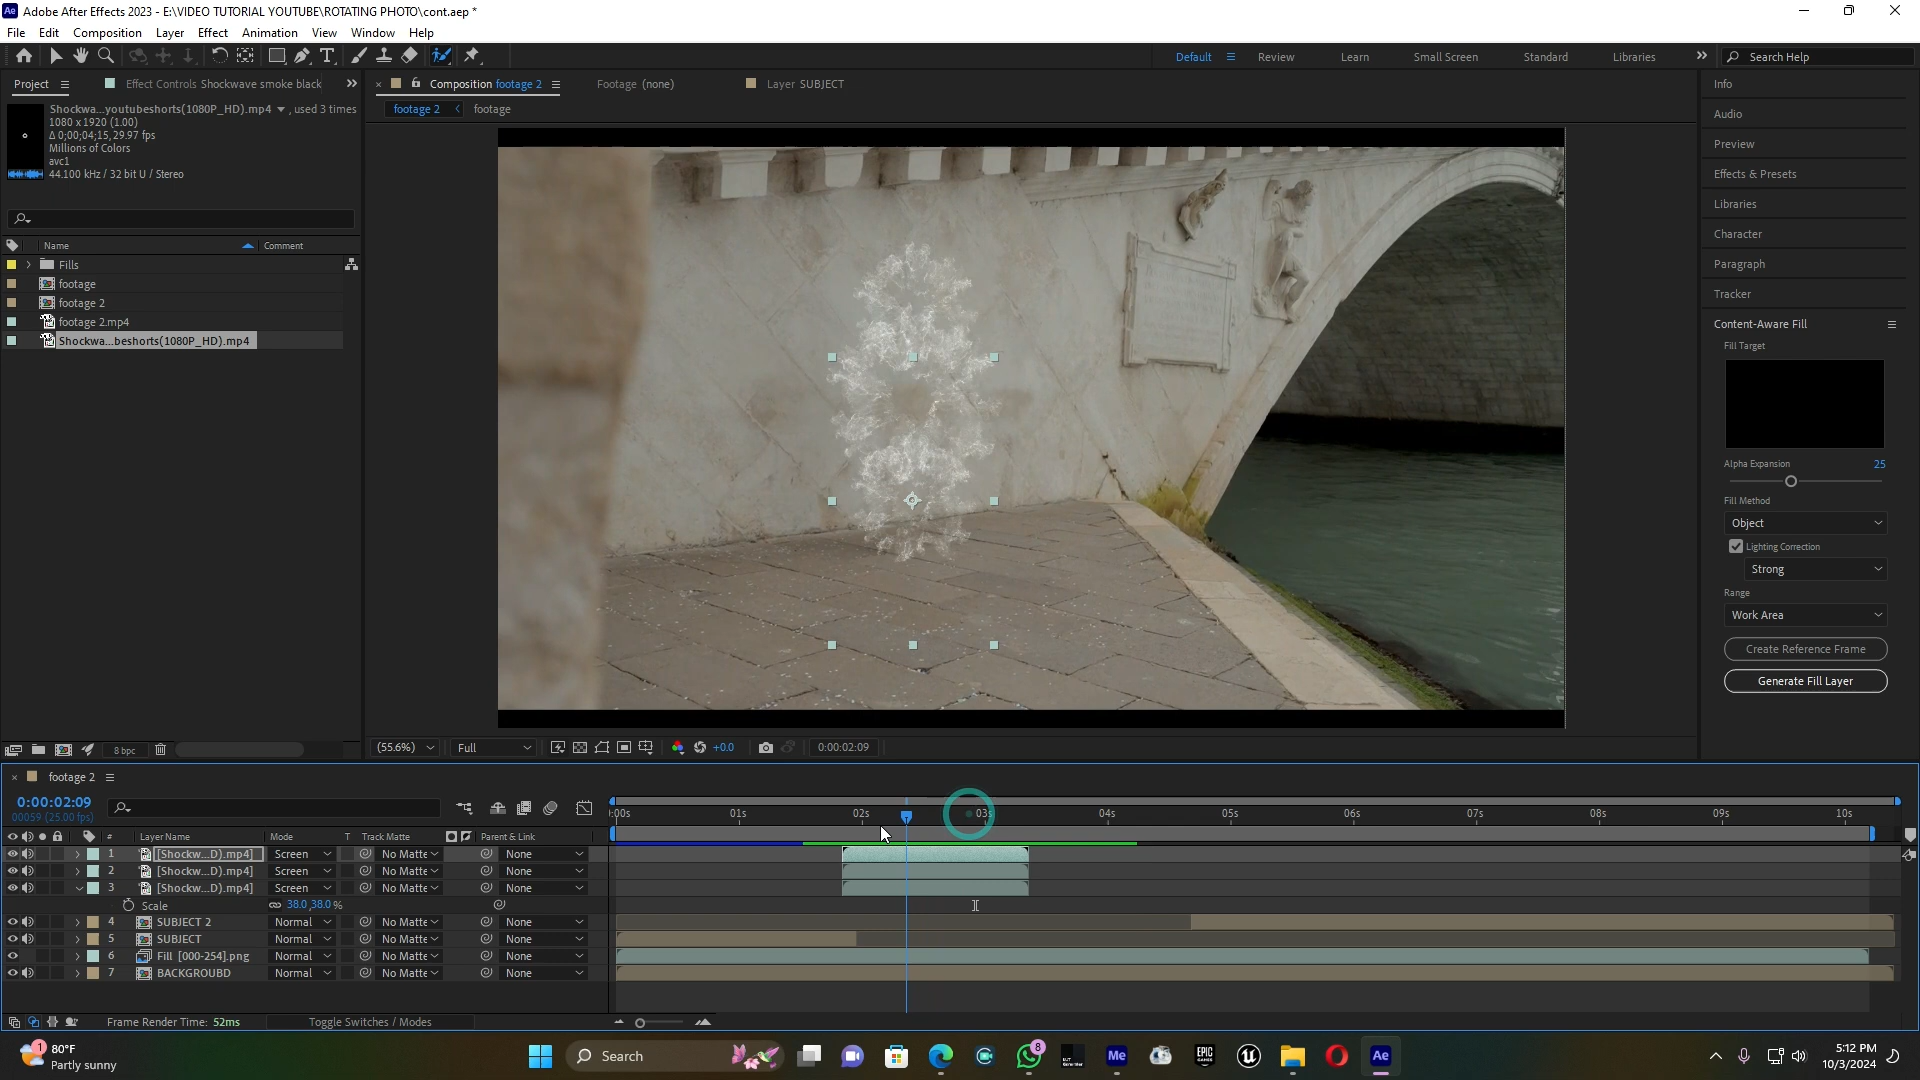 Ae Adobe After Effects 2023 - E:\VIDEO TUTORIAL YOUTUBE\ROTATING PHOTO\cont.aep *
File Edit Composition Layer Effect Animation View Window Help
Default Review Learn Small Screen Standard Libraries Search Help
Project Effect Controls Shockwave smoke black
Composition footage 2 Footage (none) Layer SUBJECT
footage 2 footage
Shockwa...youtubeshorts(1080P_HD).mp4 , used 3 times
1080 x 1920 (1.00)
Δ 0;00;04;15, 29.97 fps
Millions of Colors
avc1
44.100 kHz / 32 bit U / Stereo
Name Comment
Fills
footage
footage 2
footage 2.mp4
Shockwa...beshorts(1080P_HD).mp4
8 bpc
(55.6%) Full +0.0 0:00:02:09
Info
Audio
Preview
Effects & Presets
Libraries
Character
Paragraph
Tracker
Content-Aware Fill
Fill Target
Alpha Expansion 25
Fill Method
Object
Lighting Correction
Strong
Range
Work Area
Create Reference Frame
Generate Fill Layer
footage 2
0:00:02:09
00059 (25.00 fps)
:00s 01s 02s 03s 04s 05s 06s 07s 08s 09s 10s
# Layer Name Mode T Track Matte Parent & Link
1 [Shockw...D).mp4] Screen No Matte None
2 [Shockw...D).mp4] Screen No Matte None
3 [Shockw...D).mp4] Screen No Matte None
Scale 38.0,38.0 %
4 SUBJECT 2 Normal No Matte None
5 SUBJECT Normal No Matte None
6 Fill [000-254].png Normal No Matte None
7 BACKGROUBD Normal No Matte None
Frame Render Time: 52ms Toggle Switches / Modes
1 80°F
Partly sunny
Search
8
Me
EPIC GAMES
Ae
5:12 PM
10/3/2024